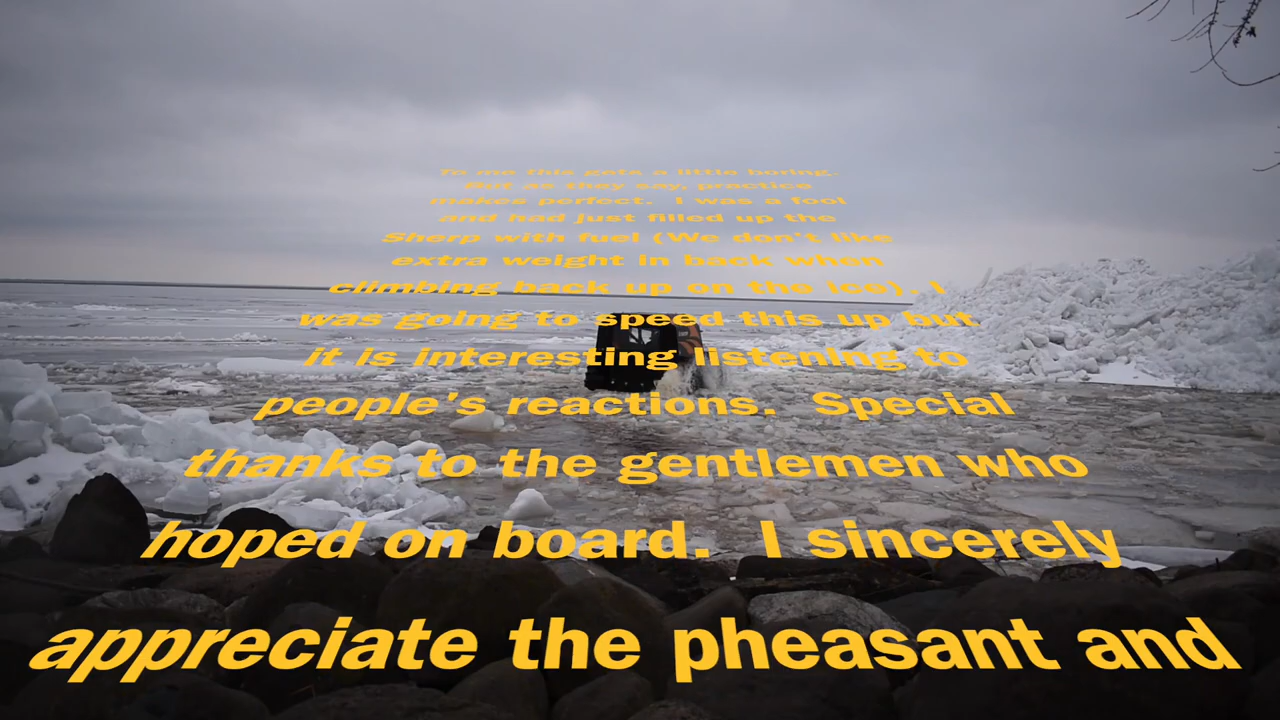 To me this gets a little boring.
But as they say, practice
makes perfect.  I was a fool
and had just filled up the
Sherp with fuel (We don't like
extra weight in back when
climbing back up on the ice). I
was going to speed this up but
it is interesting listening to
people's reactions.  Special
thanks to the gentlemen who
hoped on board.  I sincerely
appreciate the pheasant and